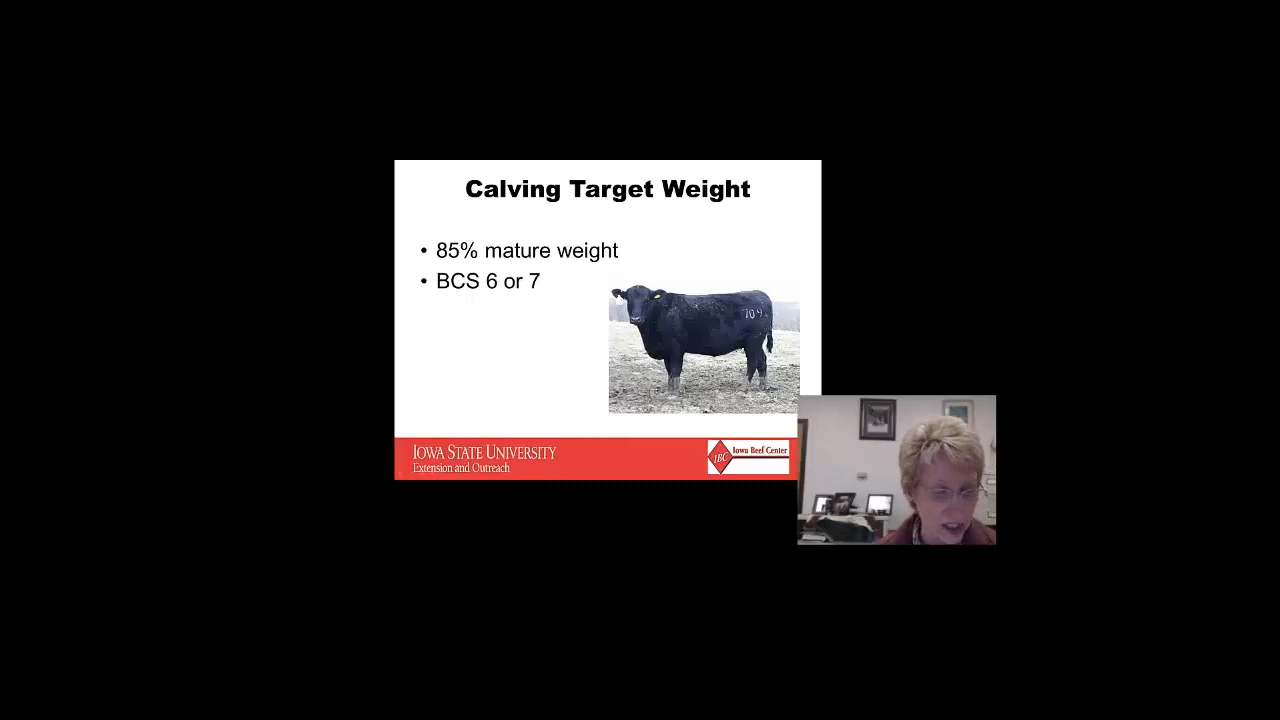 Calving Target Weight
• 85% mature weight
• BCS 6 or 7
709
IOWA STATE UNIVERSITY
Extension and Outreach
IBC
Iowa Beef Center